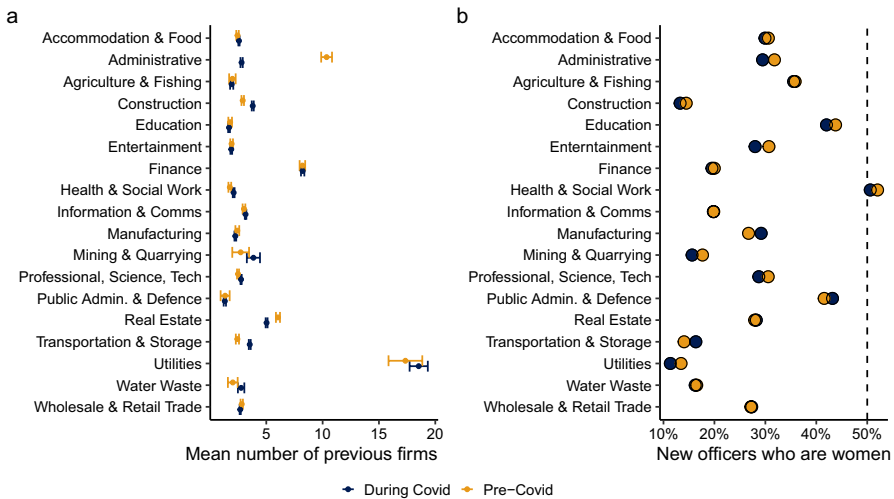 a
Accommodation & Food
Administrative
Agriculture & Fishing
Construction
Education
Entertainment
Finance
Health & Social Work
Information & Comms
Manufacturing
Mining & Quarrying
Professional, Science, Tech
Public Admin. & Defence
Real Estate
Transportation & Storage
Utilities
Water Waste
Wholesale & Retail Trade
5 10 15 20
Mean number of previous firms
b
Accommodation & Food
Administrative
Agriculture & Fishing
Construction
Education
Enterntainment
Finance
Health & Social Work
Information & Comms
Manufacturing
Mining & Quarrying
Professional, Science, Tech
Public Admin. & Defence
Real Estate
Transportation & Storage
Utilities
Water Waste
Wholesale & Retail Trade
10% 20% 30% 40% 50%
New officers who are women
During Covid Pre−Covid